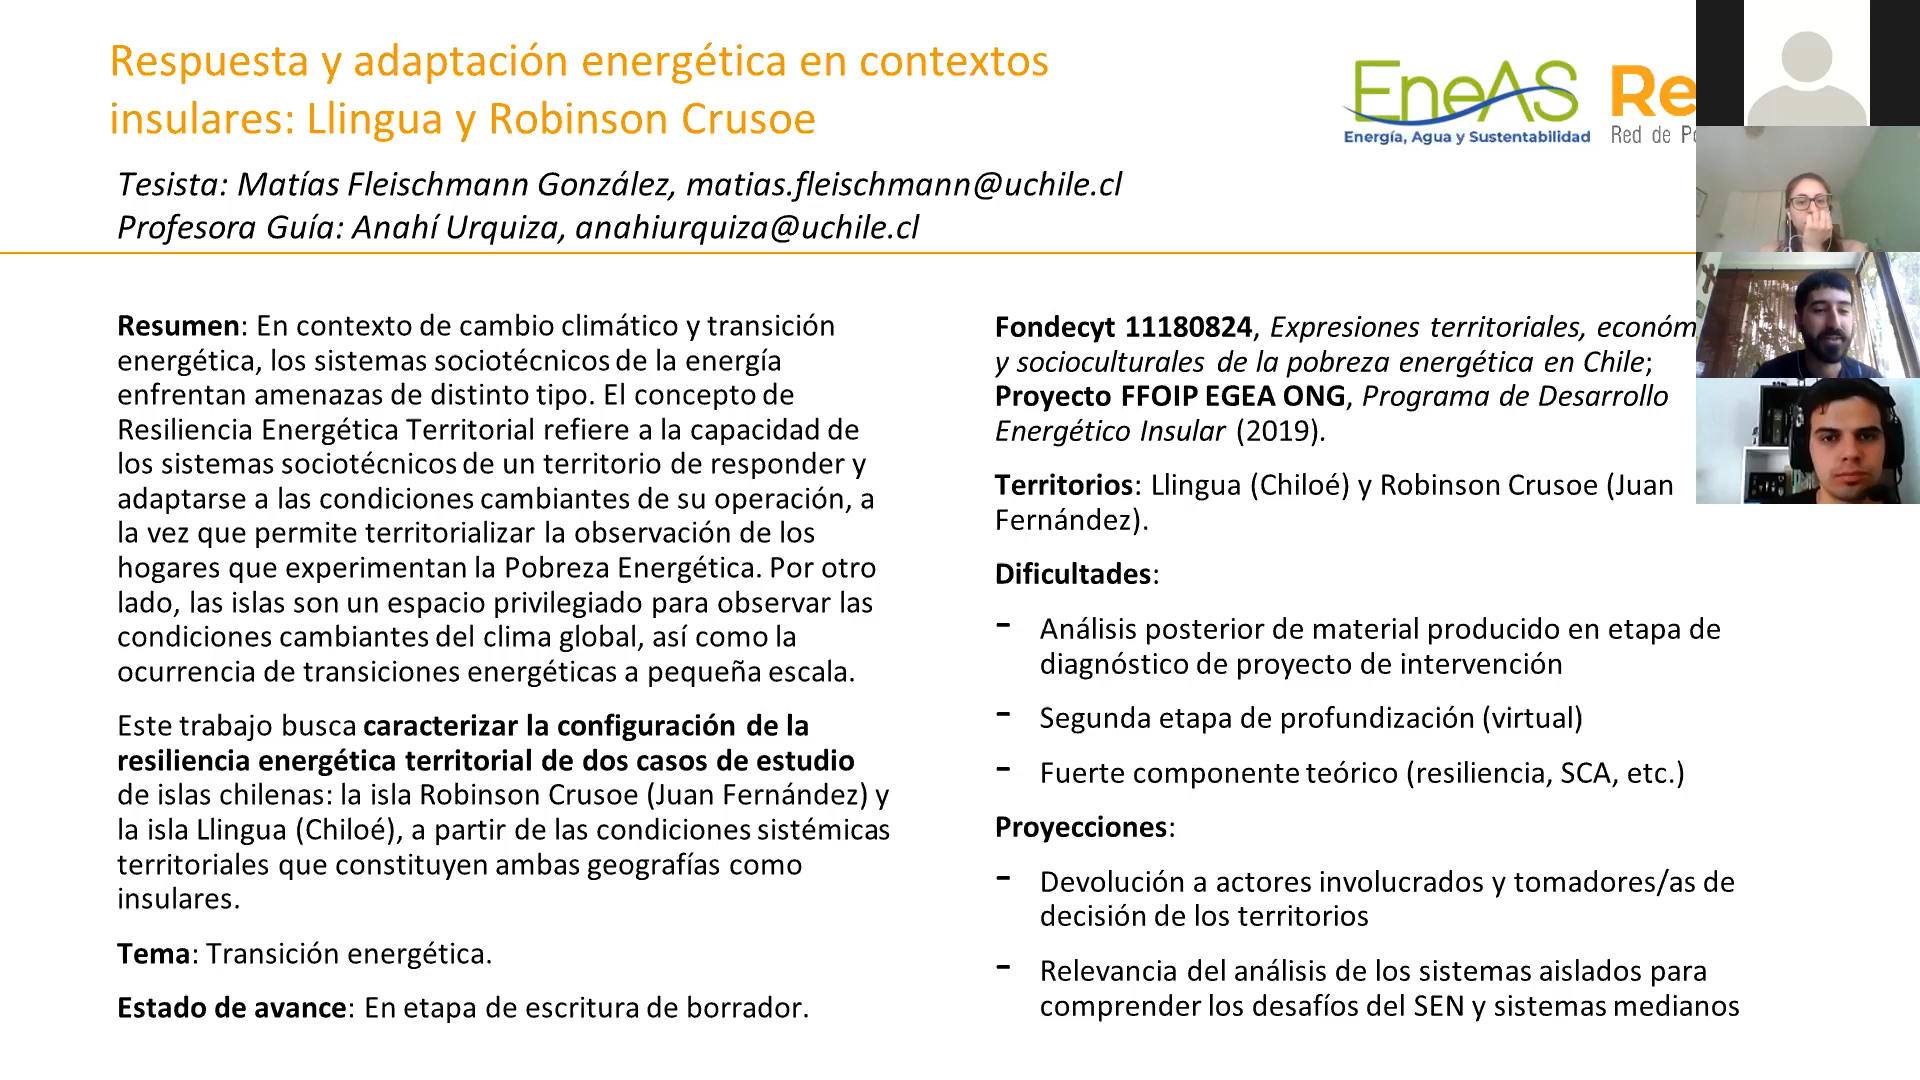 Respuesta y adaptación energética en contextos
insulares: Llingua y Robinson Crusoe
EneAS
Energía, Agua y Sustentabilidad
Re
Red de
Tesista: Matías Fleischmann González, matias.fleischmann@uchile.cl
Profesora Guía: Anahí Urquiza, anahiurquiza@uchile.cl
Resumen: En contexto de cambio climático y transición
energética, los sistemas sociotécnicos de la energía
enfrentan amenazas de distinto tipo. El concepto de
Resiliencia Energética Territorial refiere a la capacidad de
los sistemas sociotécnicos de un territorio de responder y
adaptarse a las condiciones cambiantes de su operación, a
la vez que permite territorializar la observación de los
hogares que experimentan la Pobreza Energética. Por otro
lado, las islas son un espacio privilegiado para observar las
condiciones cambiantes del clima global, así como la
ocurrencia de transiciones energéticas a pequeña escala.
Este trabajo busca caracterizar la configuración de la
resiliencia energética territorial de dos casos de estudio
de islas chilenas: la isla Robinson Crusoe (Juan Fernández) y
la isla Llingua (Chiloé), a partir de las condiciones sistémicas
territoriales que constituyen ambas geografías como
insulares.
Tema: Transición energética.
Estado de avance: En etapa de escritura de borrador.
Fondecyt 11180824, Expresiones territoriales, económ
y socioculturales de la pobreza energética en Chile;
Proyecto FFOIP EGEA ONG, Programa de Desarrollo
Energético Insular (2019).
Territorios: Llingua (Chiloé) y Robinson Crusoe (Juan
Fernández).
Dificultades:
- Análisis posterior de material producido en etapa de
diagnóstico de proyecto de intervención
- Segunda etapa de profundización (virtual)
- Fuerte componente teórico (resiliencia, SCA, etc.)
Proyecciones:
- Devolución a actores involucrados y tomadores/as de
decisión de los territorios
- Relevancia del análisis de los sistemas aislados para
comprender los desafíos del SEN y sistemas medianos